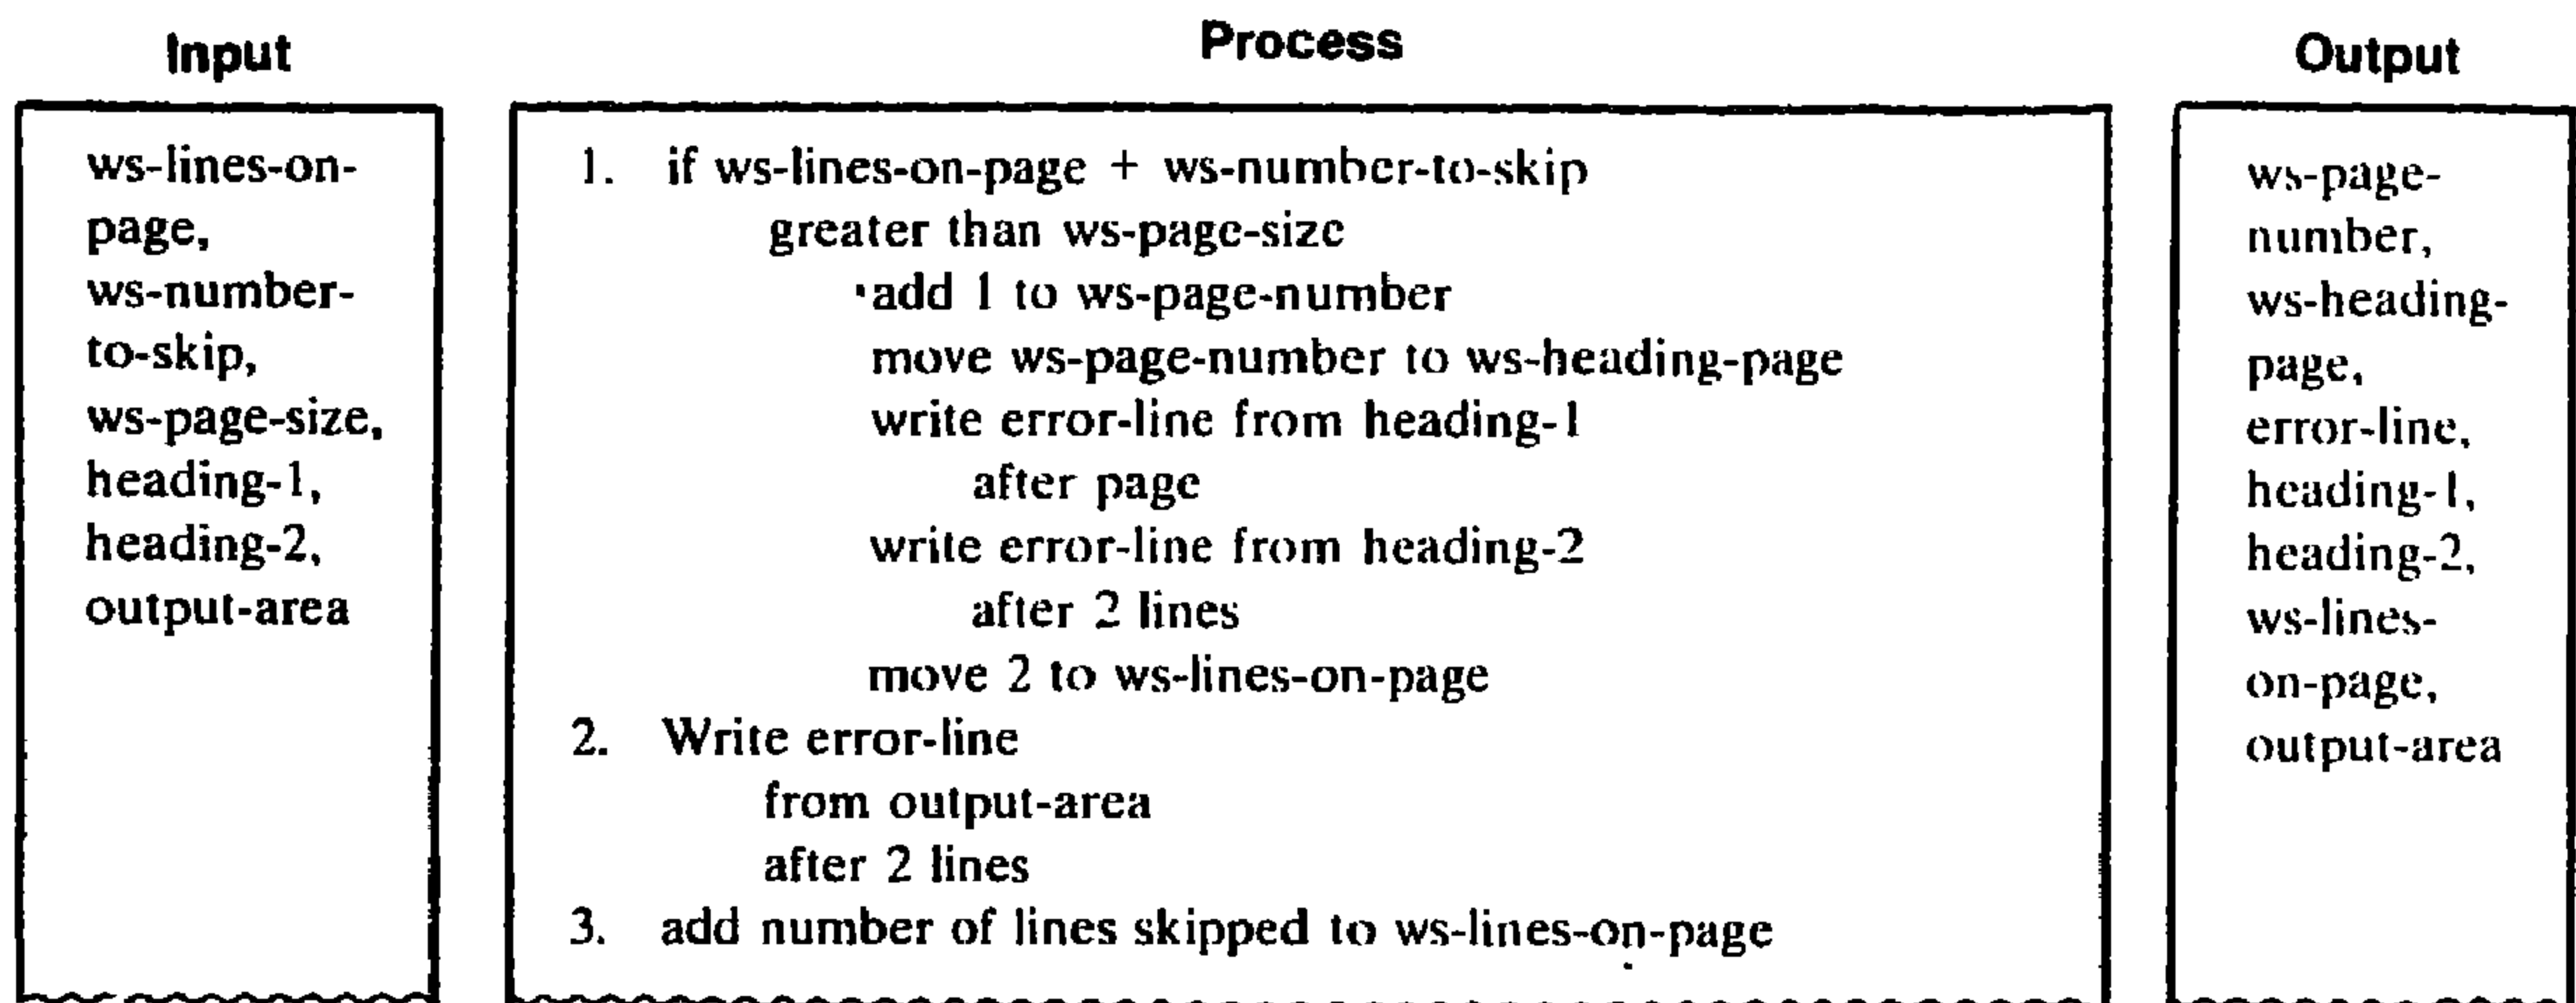 Input
ws-lines-on-
page,
ws-number-
to-skip,
ws-page-size,
heading-1,
heading-2,
output-area
Process
1. if ws-lines-on-page + ws-number-to-skip
greater than ws-page-size
add 1 to ws-page-number
move ws-page-number to ws-heading-page
write error-line from heading-1
after page
write error-line from heading-2
after 2 lines
move 2 to ws-lines-on-page
2. Write error-line
from output-area
after 2 lines
3. add number of lines skipped to ws-lines-on-page
Output
ws-page-
number,
ws-heading-
page,
error-line,
heading-1,
heading-2,
ws-lines-
on-page,
output-area